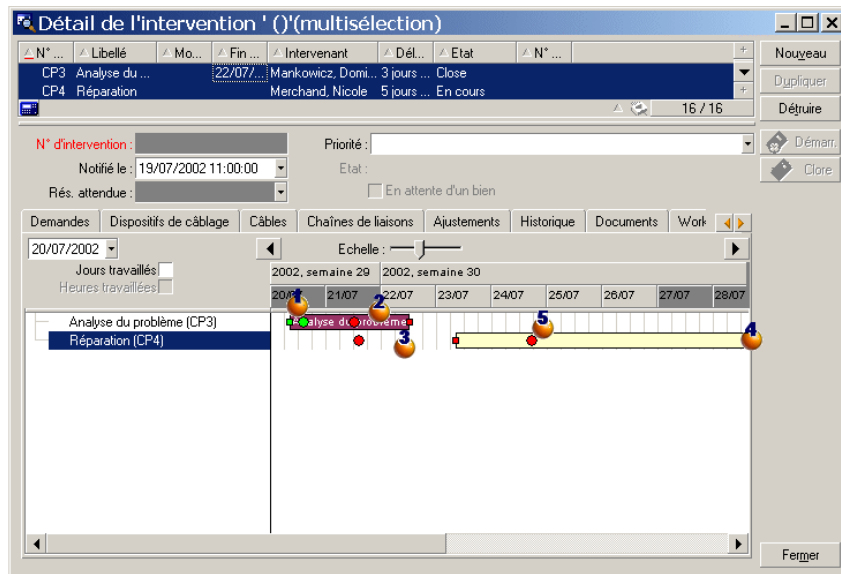 Détail de l'intervention ' ()'(multisélection)
N° ... Libellé Mo... Fin ... Intervenant Dél... Etat N° ...
CP3 Analyse du ... 22/07/... Mankowicz, Domi... 3 jours ... Close
CP4 Réparation Merchand, Nicole 5 jours ... En cours
16 / 16
Nouveau
Dupliquer
Détruire
Démarr.
Clore
N° d'intervention : Priorité :
Notifié le : 19/07/2002 11:00:00 Etat :
Rés. attendue : En attente d'un bien
Demandes Dispositifs de câblage Câbles Chaînes de liaisons Ajustements Historique Documents Work
20/07/2002 Echelle :
Jours travaillés 2002, semaine 29 2002, semaine 30
Heures travaillées
20/07 21/07 22/07 23/07 24/07 25/07 26/07 27/07 28/07
1 2
Analyse du problème (CP3) Analyse du problème 5
Réparation (CP4) 3 4
Fermer